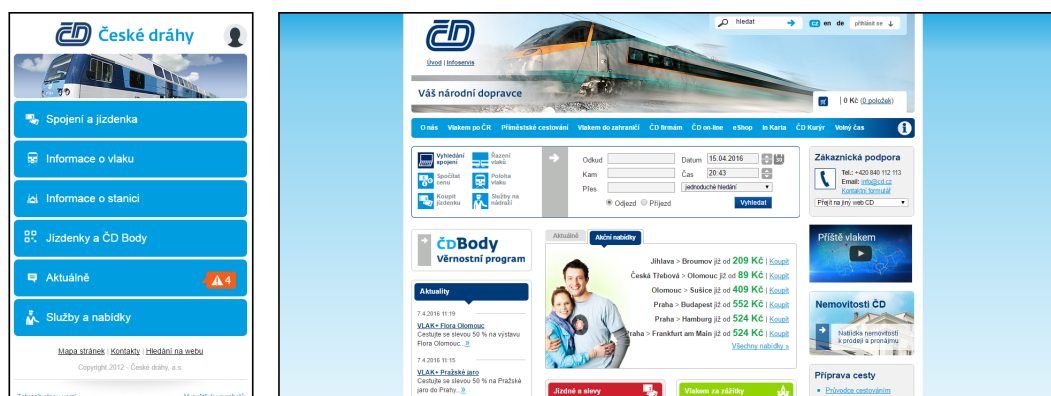 ČD České dráhy
Spojení a jízdenka
Informace o vlaku
Informace o stanici
Jízdenky a ČD Body
Aktuálně
4
Služby a nabídky
Mapa stránek | Kontakty | Hledání na webu
Copyright 2012 - České dráhy, a.s.
ČD
Úvod | Infoservis
Váš národní dopravce
hledat
cz en de přihlásit se
0 Kč (0 položek)
O nás Vlakem po ČR Příměstské cestování Vlakem do zahraničí ČD firmám ČD on-line eShop In Karta ČD Kurýr Volný čas
Vyhledání spojení
Řazení vlaků
Spočítat cenu
Poloha vlaku
Koupit jízdenku
Služby na nádraží
Odkud
Kam
Přes
Datum 15.04.2016
Čas 20:43
jednoduché hledání
Odjezd Příjezd
Vyhledat
Zákaznická podpora
Tel.: +420 840 112 113
Email: info@cd.cz
Kontaktní formulář
Přejít na jiný web ČD
ČDBody
Věrnostní program
Aktuality
7.4.2016 11:19
VLAK+ Flora Olomouc
Cestujte se slevou 50 % na výstavu
Flora Olomouc...»
7.4.2016 11:15
VLAK+ Pražské jaro
Cestujte se slevou 50 % na Pražské
jaro do Prahy...»
Aktuálně Akční nabídky
Jihlava > Broumov již od 209 Kč | Koupit
Česká Třebová > Olomouc již od 89 Kč | Koupit
Olomouc > Sušice již od 409 Kč | Koupit
Praha > Budapest již od 552 Kč | Koupit
Praha > Hamburg již od 524 Kč | Koupit
Praha > Frankfurt am Main již od 524 Kč | Koupit
Všechny nabídky »
Jízdné a slevy
Vlakem za zážitky
Příště vlakem
Nemovitosti ČD
Nabídka nemovitostí
k prodeji a pronájmu
Příprava cesty
Průvodce cestováním